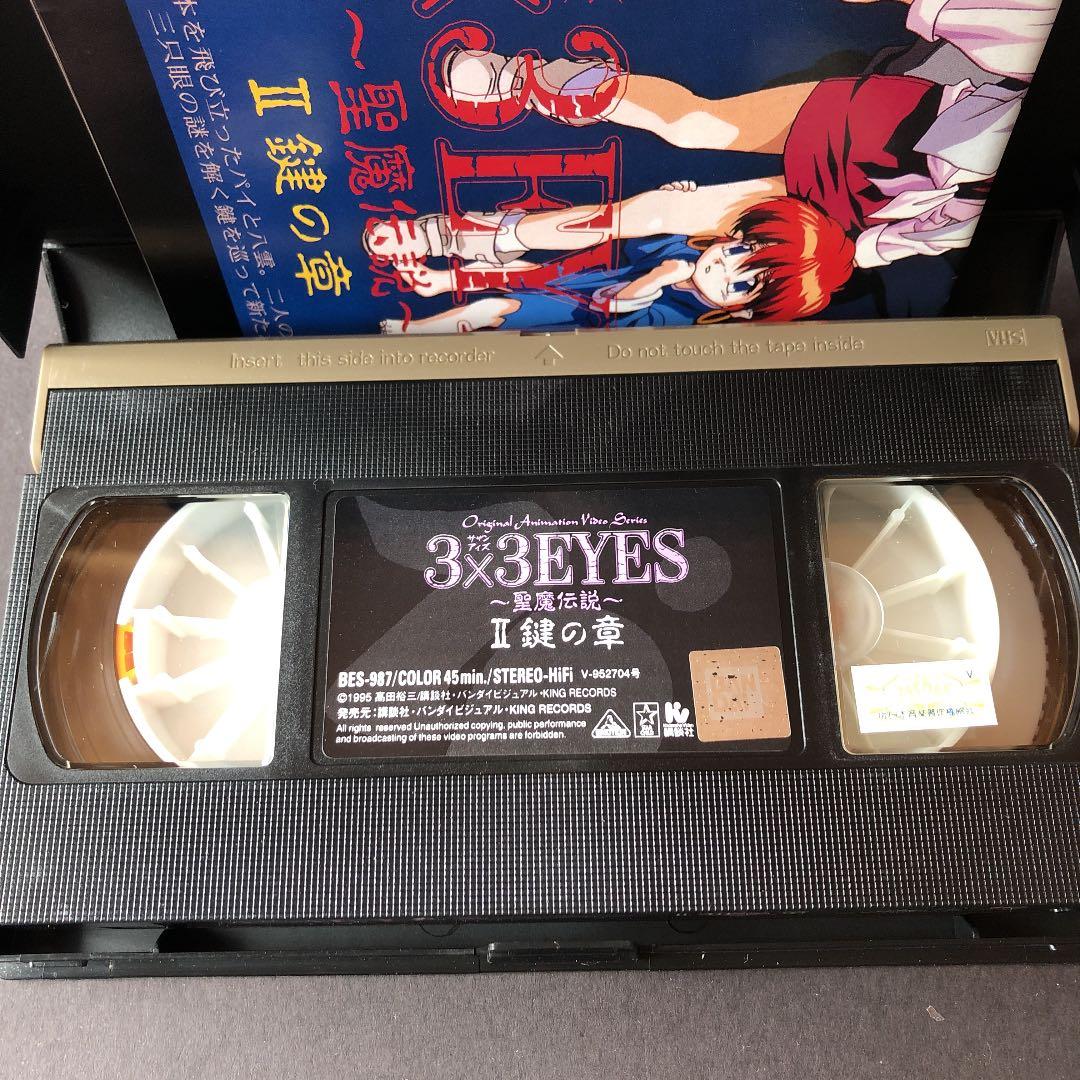 3EYE
～聖魔伝説～
Ⅱ 鍵の章
本を飛び立ったパイと八雲。二人の
三只眼の謎を解く鍵を巡って新た
Insert this side into recorder
Do not touch the tape inside
VHS
Original Animation Video Series
サザン
アイズ
3×3EYES
～聖魔伝説～
Ⅱ 鍵の章
BES-987/COLOR 45min./STEREO-HiFi V-952704号
©1995 高田裕三/講談社・バンダイビジュアル・KING RECORDS
発売元:講談社・バンダイビジュアル・KING RECORDS
All rights reserved Unauthorized copying, public performance
and broadcasting of these video programs are forbidden.
講談社
V